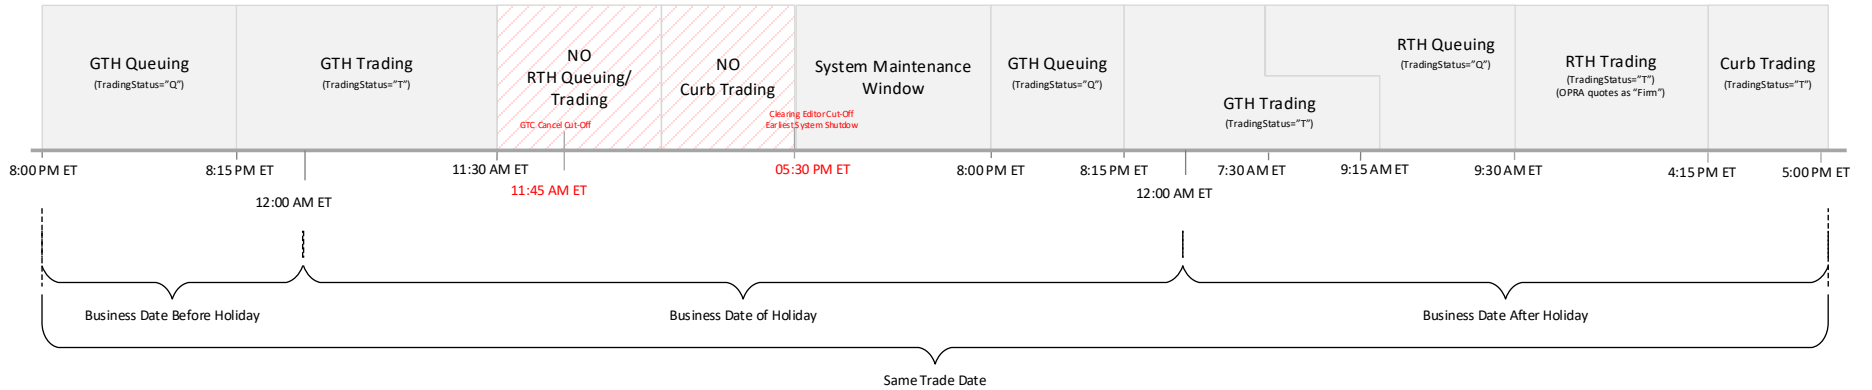 GTH Queuing
(TradingStatus="Q")
GTH Trading
(TradingStatus="T")
NO
RTH Queuing/
Trading
GTC Cancel Cut-Off
NO
Curb Trading
Clearing Editor Cut-Off
Earliest System Shutdow
System Maintenance
Window
GTH Queuing
(TradingStatus="Q")
GTH Trading
(TradingStatus="T")
RTH Queuing
(TradingStatus="Q")
RTH Trading
(TradingStatus="T")
(OPRA quotes as "Firm")
Curb Trading
(TradingStatus="T")
8:00 PM ET
8:15 PM ET
12:00 AM ET
11:30 AM ET
11:45 AM ET
05:30 PM ET
8:00 PM ET
8:15 PM ET
12:00 AM ET
7:30 AM ET
9:15 AM ET
9:30 AM ET
4:15 PM ET
5:00 PM ET
Business Date Before Holiday
Business Date of Holiday
Business Date After Holiday
Same Trade Date